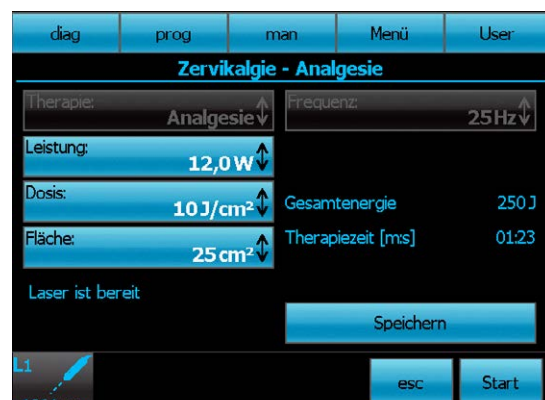 diag prog man Menü User
Zervikalgie - Analgesie
Therapie:
Analgesie
Frequenz:
25Hz
Leistung:
12,0 W
Dosis:
10 J/cm²
Fläche:
25 cm²
Gesamtenergie 250 J
Therapiezeit [m:s] 01:23
Laser ist bereit
Speichern
L1
esc Start